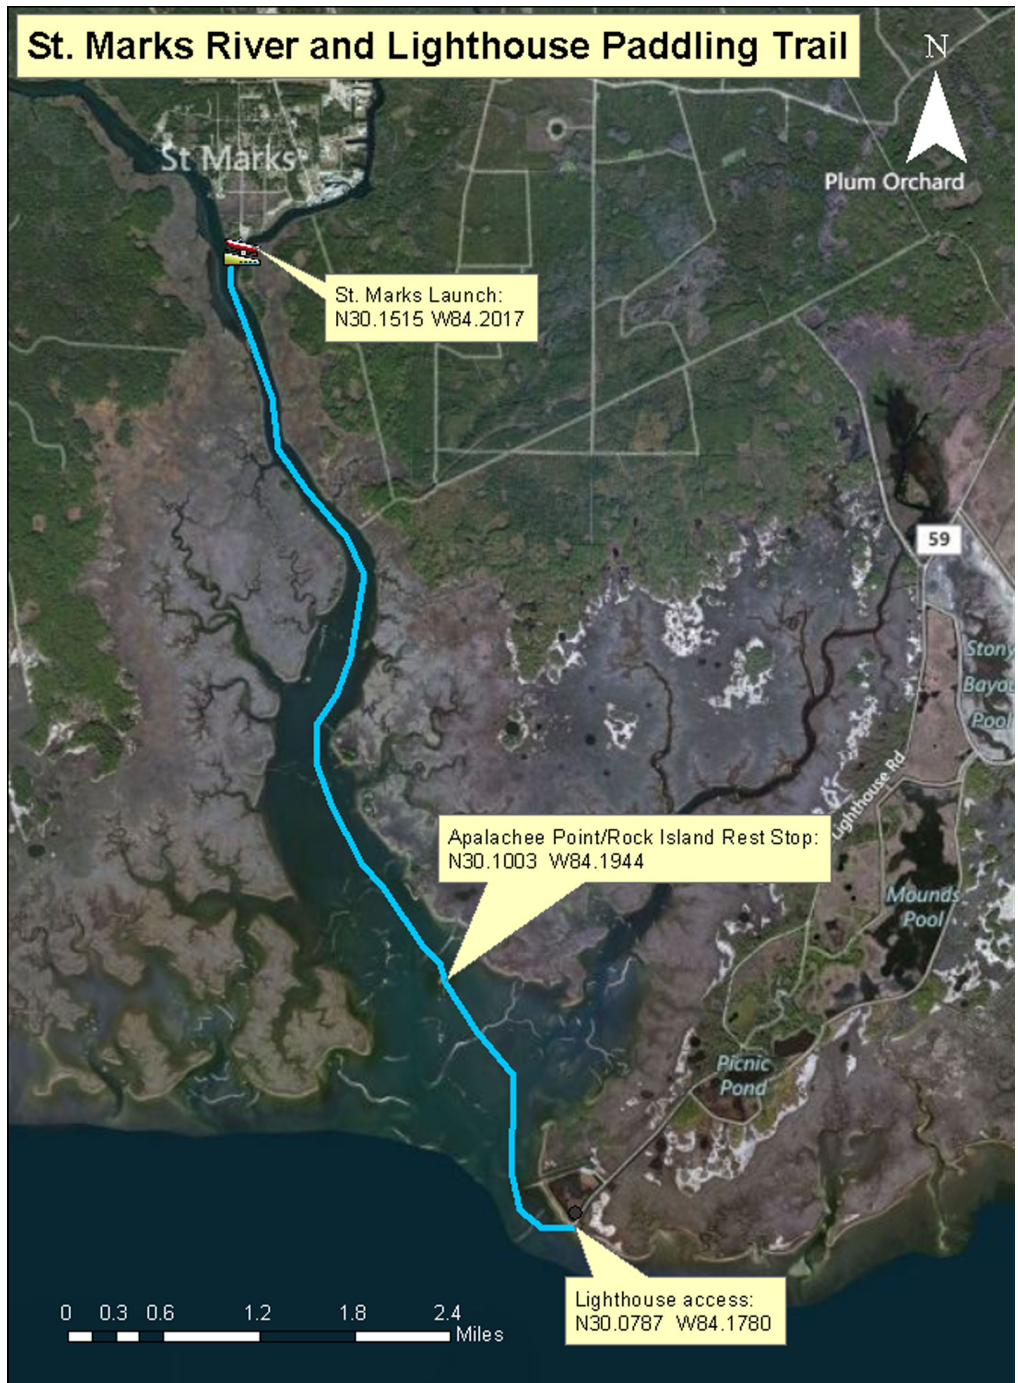 St. Marks River and Lighthouse Paddling Trail
N
St Marks
Plum Orchard
St. Marks Launch:
N30.1515 W84.2017
59
Stony
Bayou
Pool
Lighthouse Rd
Apalachee Point/Rock Island Rest Stop:
N30.1003 W84.1944
Mounds
Pool
Picnic
Pond
Lighthouse access:
N30.0787 W84.1780
0 0.3 0.6 1.2 1.8 2.4
Miles